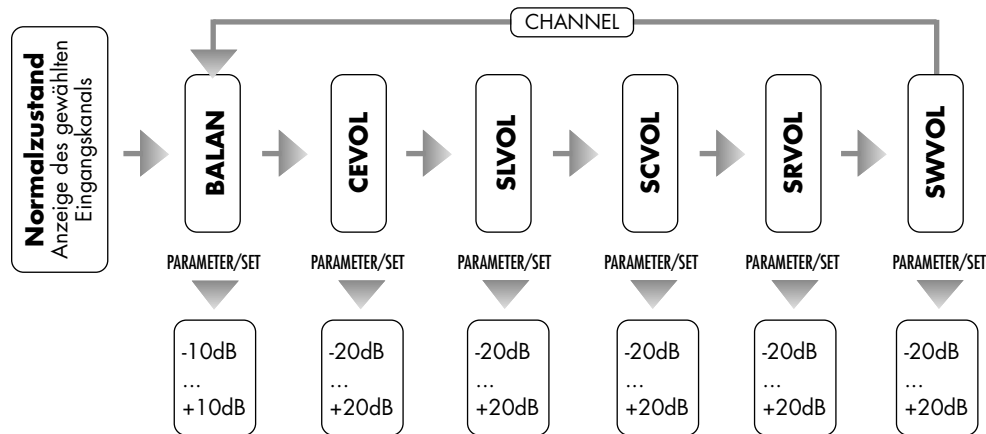 CHANNEL
Normalzustand
Anzeige des gewählten
Eingangskanals
BALAN
CEVOL
SLVOL
SCVOL
SRVOL
SWVOL
PARAMETER/SET
PARAMETER/SET
PARAMETER/SET
PARAMETER/SET
PARAMETER/SET
PARAMETER/SET
-10dB
...
+10dB
-20dB
...
+20dB
-20dB
...
+20dB
-20dB
...
+20dB
-20dB
...
+20dB
-20dB
...
+20dB